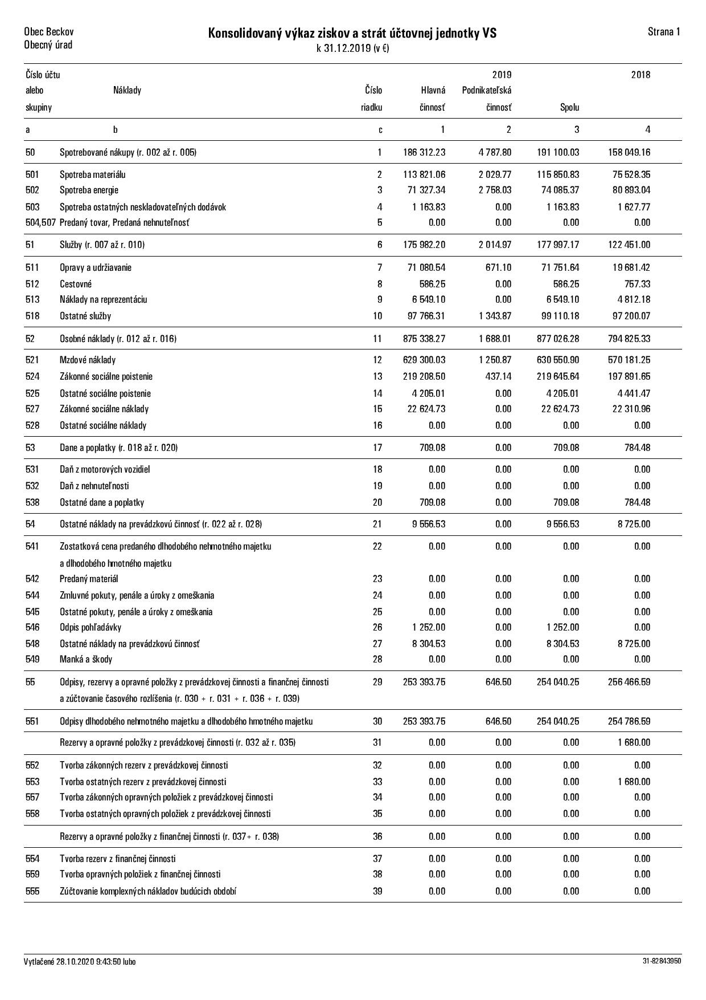 Obec Beckov
Konsolidovaný výkaz ziskov a strát účtovnej jednotky VS
Strana 1
Obecný úrad
k 31.12.2019 (v €)
Číslo účtu 2019 2018
alebo Náklady Číslo Hlavná Podnikateľská
skupiny riadku činnosť činnosť Spolu
a b c 1 2 3 4
50 Spotrebované nákupy (r. 002 až r. 005) 1 186 312.23 4 787.80 191 100.03 158 049.16
501 Spotreba materiálu 2 113 821.06 2 029.77 115 850.83 75 528.35
502 Spotreba energie 3 71 327.34 2 758.03 74 085.37 80 893.04
503 Spotreba ostatných neskladovateľných dodávok 4 1 163.83 0.00 1 163.83 1 627.77
504,507 Predaný tovar, Predaná nehnuteľnosť 5 0.00 0.00 0.00 0.00
51 Služby (r. 007 až r. 010) 6 175 982.20 2 014.97 177 997.17 122 451.00
511 Opravy a udržiavanie 7 71 080.54 671.10 71 751.64 19 681.42
512 Cestovné 8 586.25 0.00 586.25 757.33
513 Náklady na reprezentáciu 9 6 549.10 0.00 6 549.10 4 812.18
518 Ostatné služby 10 97 766.31 1 343.87 99 110.18 97 200.07
52 Osobné náklady (r. 012 až r. 016) 11 875 338.27 1 688.01 877 026.28 794 825.33
521 Mzdové náklady 12 629 300.03 1 250.87 630 550.90 570 181.25
524 Zákonné sociálne poistenie 13 219 208.50 437.14 219 645.64 197 891.65
525 Ostatné sociálne poistenie 14 4 205.01 0.00 4 205.01 4 441.47
527 Zákonné sociálne náklady 15 22 624.73 0.00 22 624.73 22 310.96
528 Ostatné sociálne náklady 16 0.00 0.00 0.00 0.00
53 Dane a poplatky (r. 018 až r. 020) 17 709.08 0.00 709.08 784.48
531 Daň z motorových vozidiel 18 0.00 0.00 0.00 0.00
532 Daň z nehnuteľnosti 19 0.00 0.00 0.00 0.00
538 Ostatné dane a poplatky 20 709.08 0.00 709.08 784.48
54 Ostatné náklady na prevádzkovú činnosť (r. 022 až r. 028) 21 9 556.53 0.00 9 556.53 8 725.00
541 Zostatková cena predaného dlhodobého nehmotného majetku 22 0.00 0.00 0.00 0.00
a dlhodobého hmotného majetku
542 Predaný materiál 23 0.00 0.00 0.00 0.00
544 Zmluvné pokuty, penále a úroky z omeškania 24 0.00 0.00 0.00 0.00
545 Ostatné pokuty, penále a úroky z omeškania 25 0.00 0.00 0.00 0.00
546 Odpis pohľadávky 26 1 252.00 0.00 1 252.00 0.00
548 Ostatné náklady na prevádzkovú činnosť 27 8 304.53 0.00 8 304.53 8 725.00
549 Manká a škody 28 0.00 0.00 0.00 0.00
55 Odpisy, rezervy a opravné položky z prevádzkovej činnosti a finančnej činnosti 29 253 393.75 646.50 254 040.25 256 466.59
a zúčtovanie časového rozlíšenia (r. 030 + r. 031 + r. 036 + r. 039)
551 Odpisy dlhodobého nehmotného majetku a dlhodobého hmotného majetku 30 253 393.75 646.50 254 040.25 254 786.59
Rezervy a opravné položky z prevádzkovej činnosti (r. 032 až r. 035) 31 0.00 0.00 0.00 1 680.00
552 Tvorba zákonných rezerv z prevádzkovej činnosti 32 0.00 0.00 0.00 0.00
553 Tvorba ostatných rezerv z prevádzkovej činnosti 33 0.00 0.00 0.00 1 680.00
557 Tvorba zákonných opravných položiek z prevádzkovej činnosti 34 0.00 0.00 0.00 0.00
558 Tvorba ostatných opravných položiek z prevádzkovej činnosti 35 0.00 0.00 0.00 0.00
Rezervy a opravné položky z finančnej činnosti (r. 037+ r. 038) 36 0.00 0.00 0.00 0.00
554 Tvorba rezerv z finančnej činnosti 37 0.00 0.00 0.00 0.00
559 Tvorba opravných položiek z finančnej činnosti 38 0.00 0.00 0.00 0.00
555 Zúčtovanie komplexných nákladov budúcich období 39 0.00 0.00 0.00 0.00
Vytlačené 28.10.2020 9:43:50 lubo
31-82843950